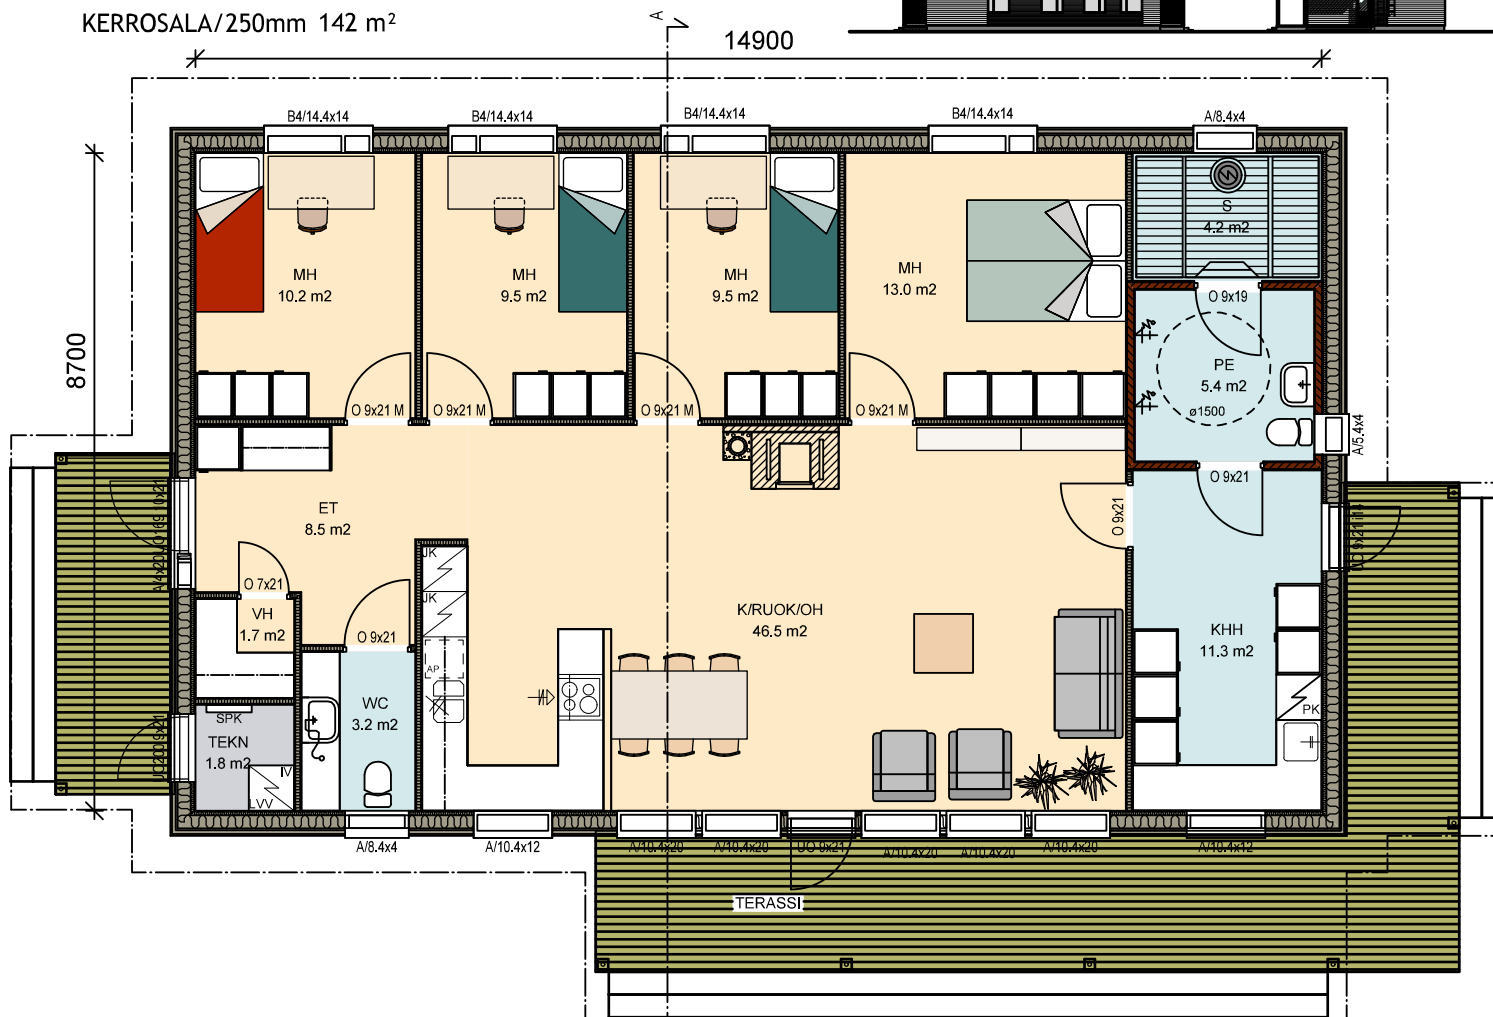 KERROSALA/250mm 142 m²
A
14900
B4/14.4x14
B4/14.4x14
B4/14.4x14
B4/14.4x14
A/8.4x4
8700
MH
10.2 m2
MH
9.5 m2
MH
9.5 m2
MH
13.0 m2
S
4.2 m2
O 9x19
PE
5.4 m2
ø1500
A/5.4x4
O 9x21 M
O 9x21 M
O 9x21 M
O 9x21 M
O 9x21
O 9x21
ET
8.5 m2
O 7x21
VH
1.7 m2
O 9x21
JK
JK
AP
K/RUOK/OH
46.5 m2
KHH
11.3 m2
PK
WC
3.2 m2
SPK
TEKN
1.8 m2
IV
LVV
A/8.4x4
A/10.4x12
A/10.4x20
A/10.4x20
UO 9x21
A/10.4x20
A/10.4x20
A/10.4x20
A/10.4x12
TERASSI